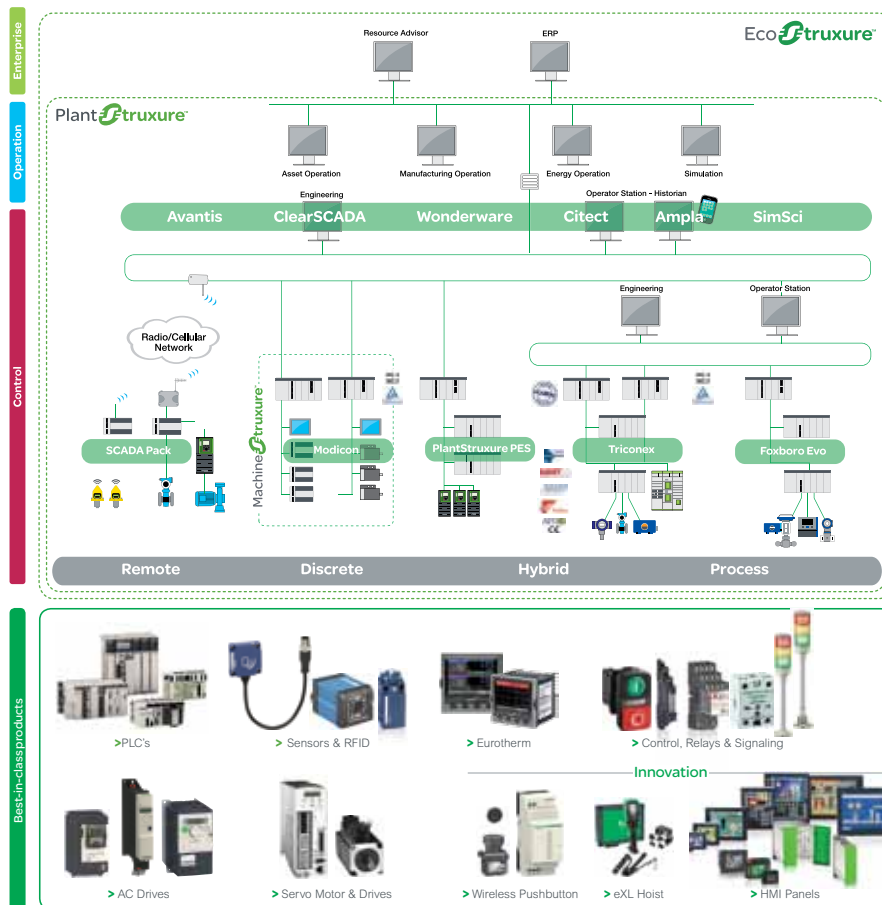 Enterprise
EcoStruxure™
Resource Advisor
ERP
Operation
PlantStruxure™
Asset Operation
Manufacturing Operation
Energy Operation
Simulation
Control
Engineering
Operator Station - Historian
Avantis
ClearSCADA
Wonderware
Citect
Ampla
SimSci
Engineering
Operator Station
Radio/Cellular
Network
MachineStruxure
SCADA Pack
Modicon
PlantStruxure PES
Triconex
Foxboro Evo
Remote
Discrete
Hybrid
Process
Best-in-classproducts
>PLC's
> Sensors & RFID
> Eurotherm
> Control, Relays & Signaling
Innovation
> AC Drives
> Servo Motor & Drives
> Wireless Pushbutton
> eXL Hoist
> HMI Panels